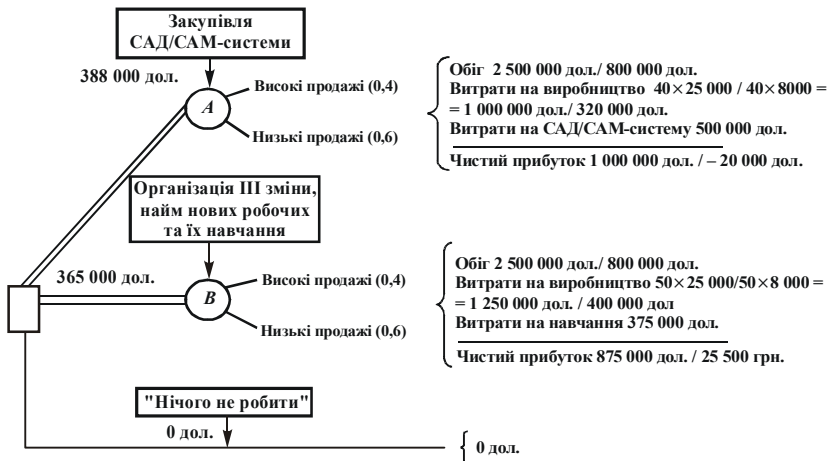 Закупівля
САД/САМ-системи
388 000 дол.
А
Високі продажі (0,4)
Низькі продажі (0,6)
Обіг 2 500 000 дол./ 800 000 дол.
Витрати на виробництво 40×25 000 / 40×8000 =
= 1 000 000 дол./ 320 000 дол.
Витрати на САД/САМ-систему 500 000 дол.
Чистий прибуток 1 000 000 дол. / – 20 000 дол.
Організація ІІІ зміни,
найм нових робочих
та їх навчання
365 000 дол.
В
Високі продажі (0,4)
Низькі продажі (0,6)
Обіг 2 500 000 дол./ 800 000 дол.
Витрати на виробництво 50×25 000/50×8 000 =
= 1 250 000 дол. / 400 000 дол
Витрати на навчання 375 000 дол.
Чистий прибуток 875 000 дол. / 25 500 грн.
"Нічого не робити"
0 дол.
0 дол.